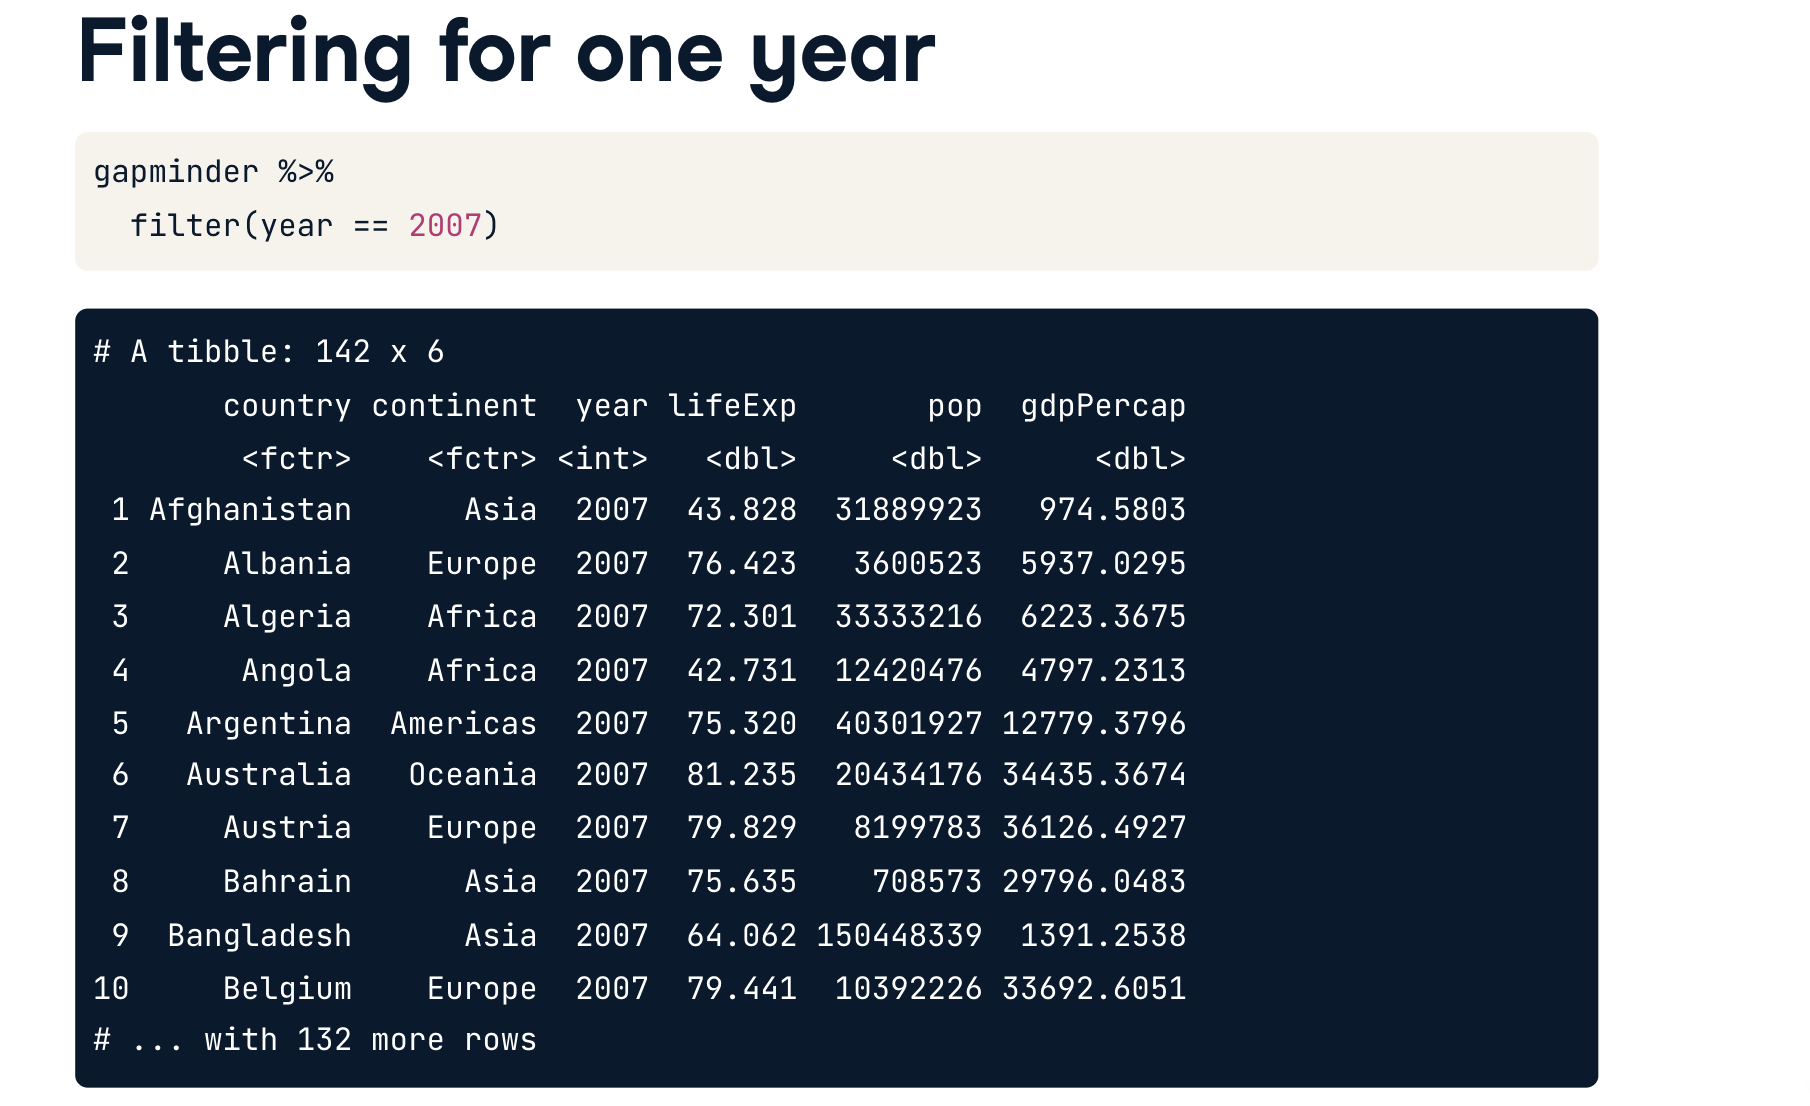 Filtering for one year
gapminder %>%
  filter(year == 2007)
# A tibble: 142 x 6
       country continent  year lifeExp       pop  gdpPercap
        <fctr>    <fctr> <int>   <dbl>     <dbl>      <dbl>
 1 Afghanistan      Asia  2007  43.828  31889923   974.5803
 2     Albania    Europe  2007  76.423   3600523  5937.0295
 3     Algeria    Africa  2007  72.301  33333216  6223.3675
 4      Angola    Africa  2007  42.731  12420476  4797.2313
 5   Argentina  Americas  2007  75.320  40301927 12779.3796
 6   Australia   Oceania  2007  81.235  20434176 34435.3674
 7     Austria    Europe  2007  79.829   8199783 36126.4927
 8     Bahrain      Asia  2007  75.635    708573 29796.0483
 9  Bangladesh      Asia  2007  64.062 150448339  1391.2538
10     Belgium    Europe  2007  79.441  10392226 33692.6051
# ... with 132 more rows